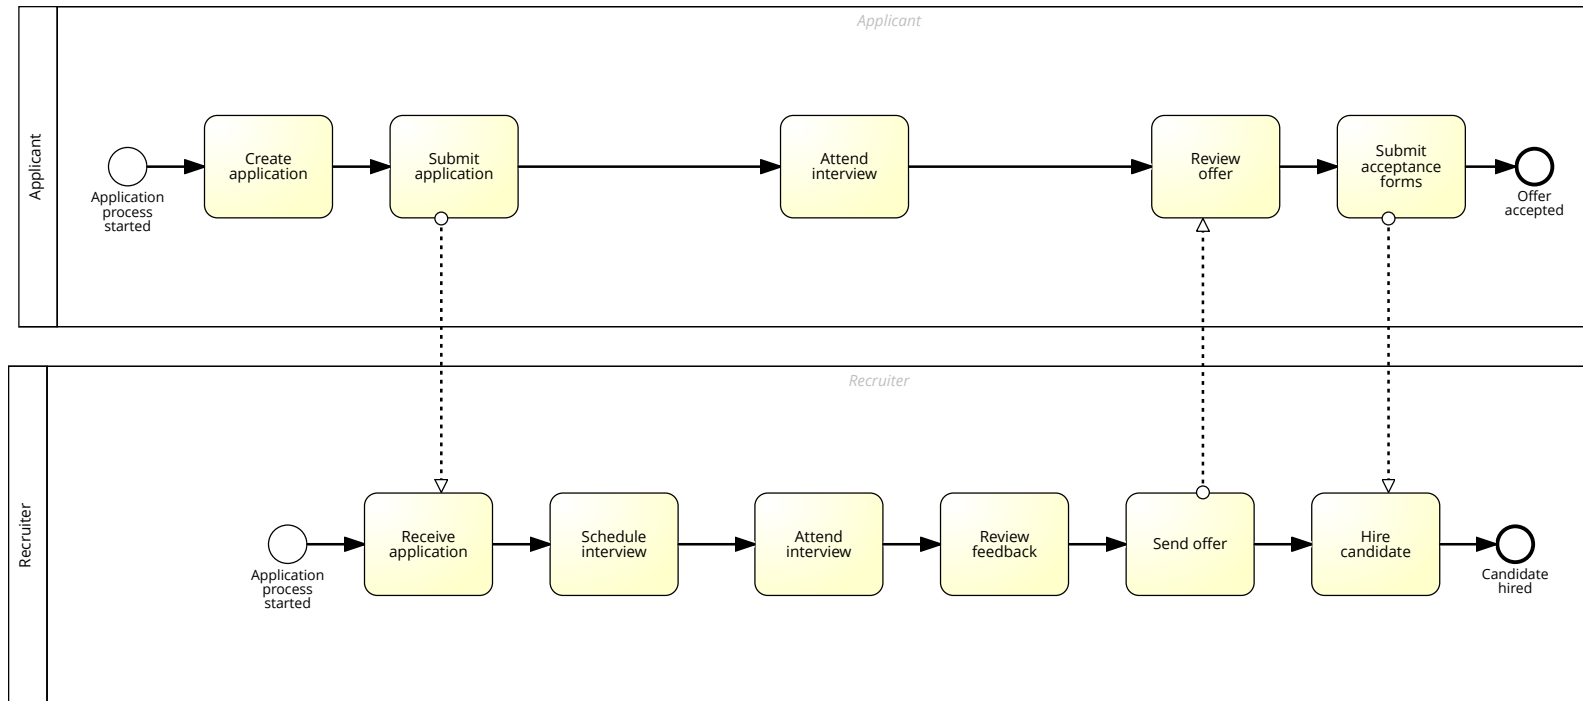 Applicant
Applicant
Application
process
started
Create
application
Submit
application
Attend
interview
Review
offer
Submit
acceptance
forms
Offer
accepted
Recruiter
Recruiter
Application
process
started
Receive
application
Schedule
interview
Attend
interview
Review
feedback
Send offer
Hire
candidate
Candidate
hired